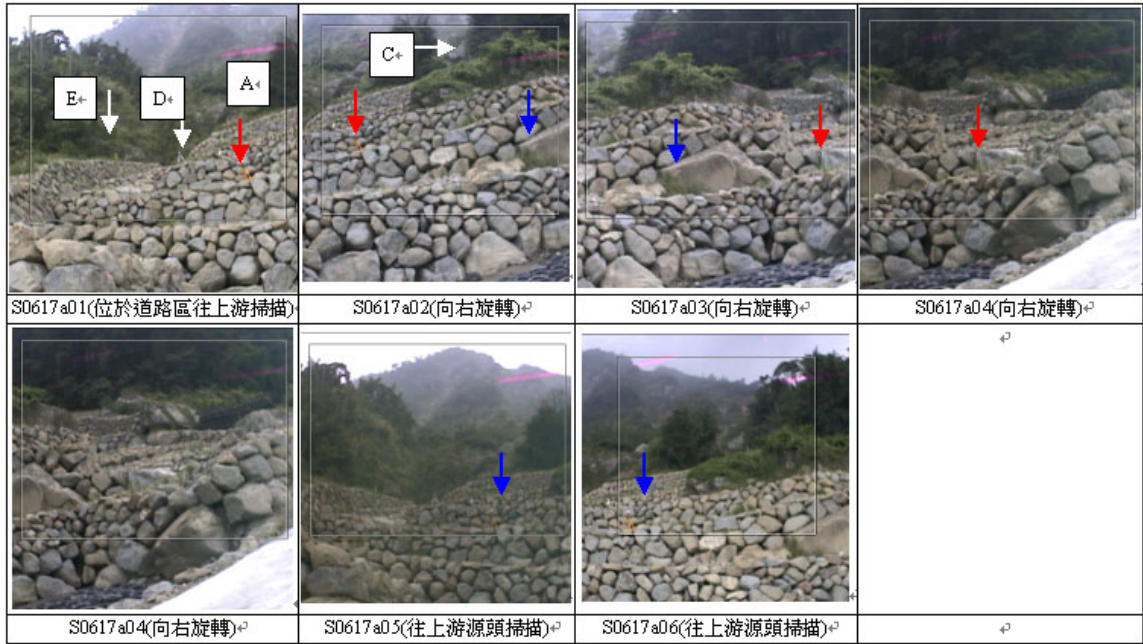 E
D
A
C
S0617a01(位於道路區往上游掃描)
S0617a02(向右旋轉)
S0617a03(向右旋轉)
S0617a04(向右旋轉)
S0617a04(向右旋轉)
S0617a05(往上游源頭掃描)
S0617a06(往上游源頭掃描)